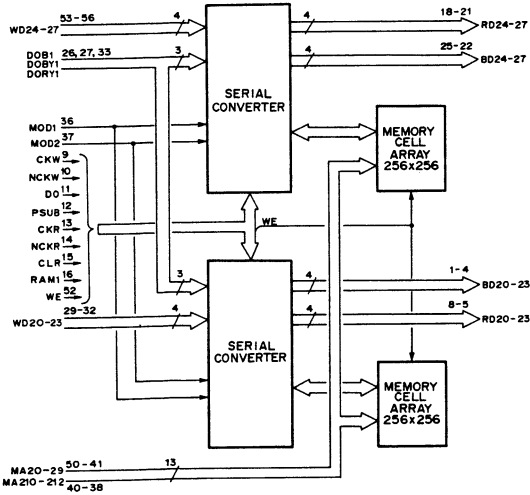 53-56 4 4 18-21
WD24-27 RD24-27
DOB1 26, 27, 33 3 4 25-22
DOBY1 BD24-27
DORY1
SERIAL
CONVERTER
MOD1 36
MOD2 37
CKW 9
NCKW 10
DO 11
PSUB 12
CKR 13
NCKR 14
CLR 15
RAM1 16
WE 52
MEMORY
CELL
ARRAY
256x256
WE
3 4 1-4
BD20-23
29-32
WD20-23 4 4 8-5
RD20-23
SERIAL
CONVERTER
MEMORY
CELL
ARRAY
256x256
MA20-29 50-41 13
MA210-212 40-38